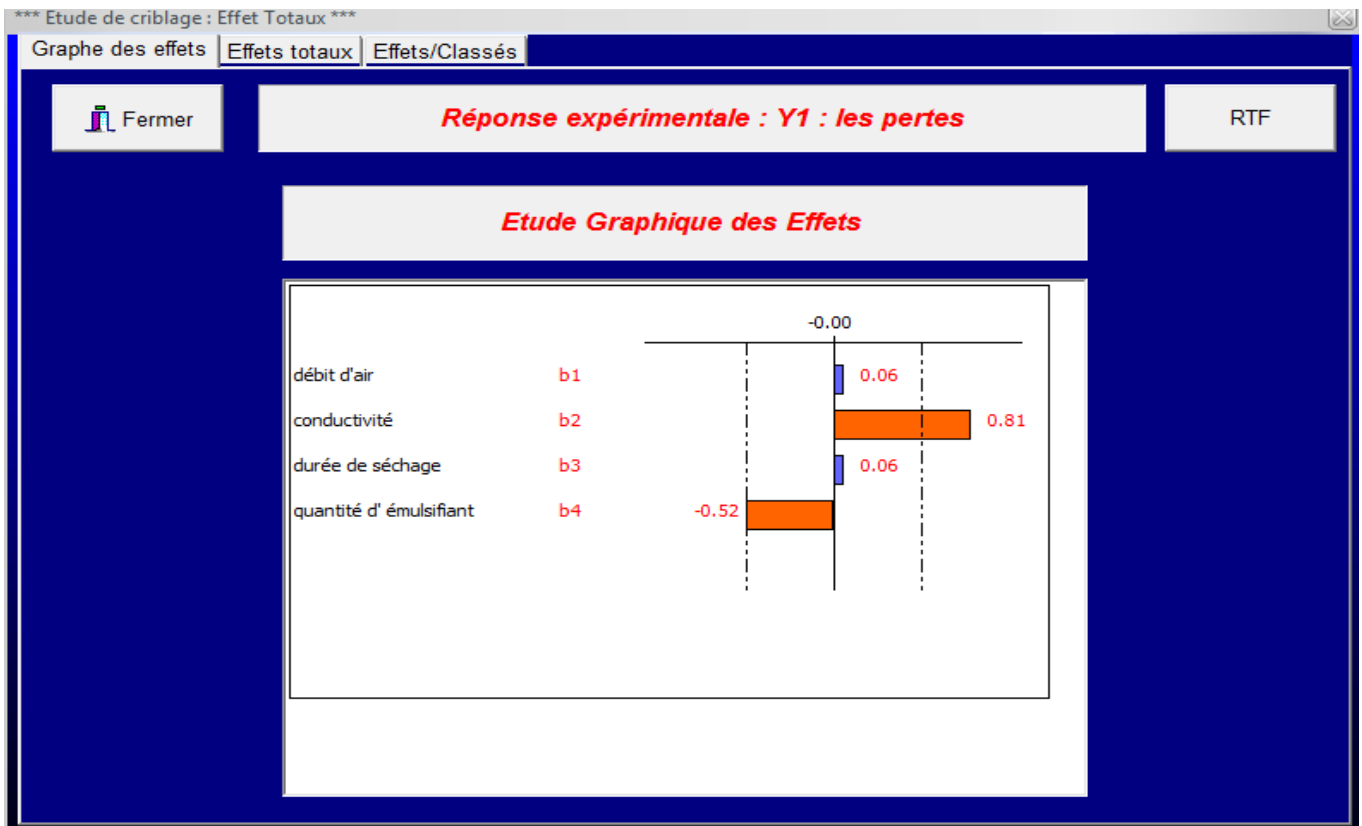 *** Etude de criblage : Effet Totaux ***
Graphe des effets Effets totaux Effets/Classés
Fermer Réponse expérimentale : Y1 : les pertes RTF
Etude Graphique des Effets
-0.00
débit d'air b1 0.06
conductivité b2 0.81
durée de séchage b3 0.06
quantité d' émulsifiant b4 -0.52